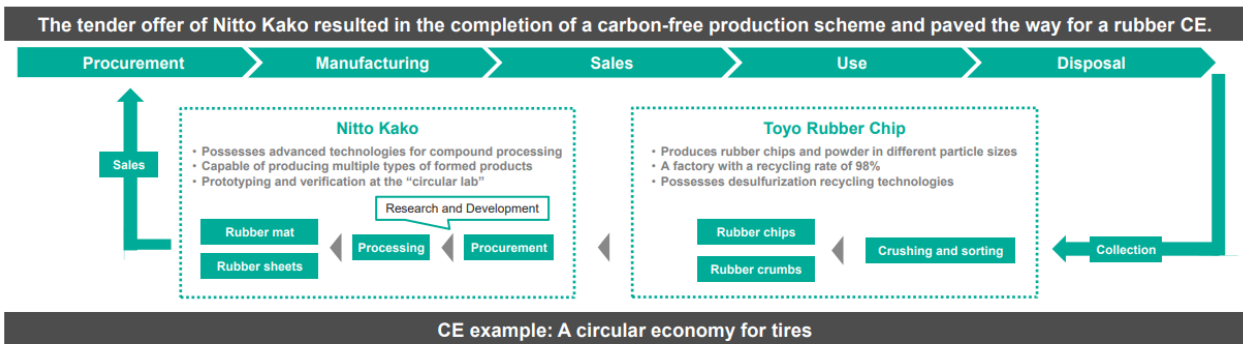 The tender offer of Nitto Kako resulted in the completion of a carbon-free production scheme and paved the way for a rubber CE.
Procurement
Manufacturing
Sales
Use
Disposal
Sales
Nitto Kako
• Possesses advanced technologies for compound processing
• Capable of producing multiple types of formed products
• Prototyping and verification at the “circular lab”
Research and Development
Rubber mat
Rubber sheets
Processing
Procurement
Toyo Rubber Chip
• Produces rubber chips and powder in different particle sizes
• A factory with a recycling rate of 98%
• Possesses desulfurization recycling technologies
Rubber chips
Rubber crumbs
Crushing and sorting
Collection
CE example: A circular economy for tires